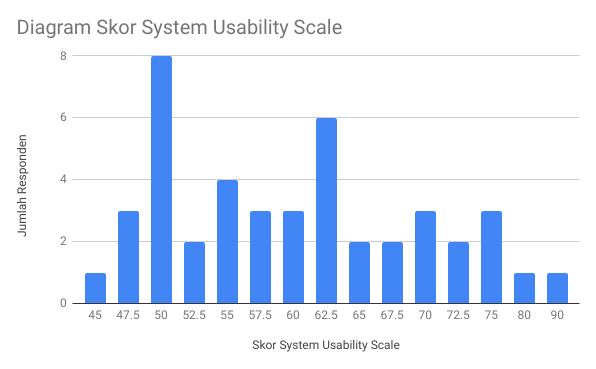 Diagram Skor System Usability Scale
8
6
4
2
0
Jumlah Responden
45 47.5 50 52.5 55 57.5 60 62.5 65 67.5 70 72.5 75 80 90
Skor System Usability Scale